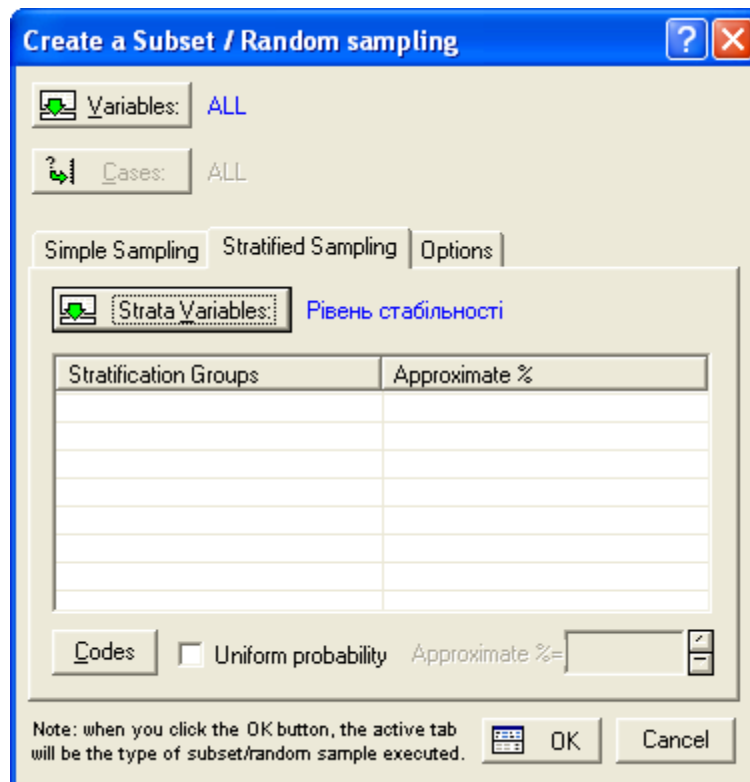 Create a Subset / Random sampling
Variables: ALL
Cases: ALL
Simple Sampling Stratified Sampling Options
Strata Variables: Рівень стабільності
Stratification Groups Approximate %
Codes Uniform probability Approximate %=
Note: when you click the OK button, the active tab
will be the type of subset/random sample executed.
OK Cancel